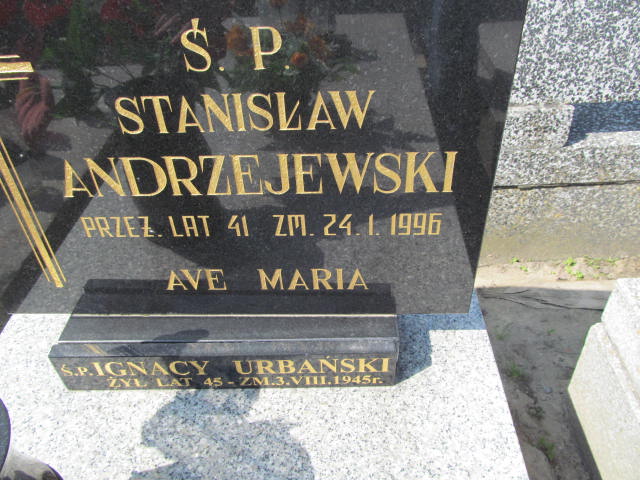 Ś. P.
STANISŁAW
ANDRZEJEWSKI
PRZEŻ. LAT 41 ZM. 24.1.1996
AVE MARIA
Ś.P. IGNACY URBAŃSKI
ŻYŁ LAT 45 - ZM.3.VIII.1945r.